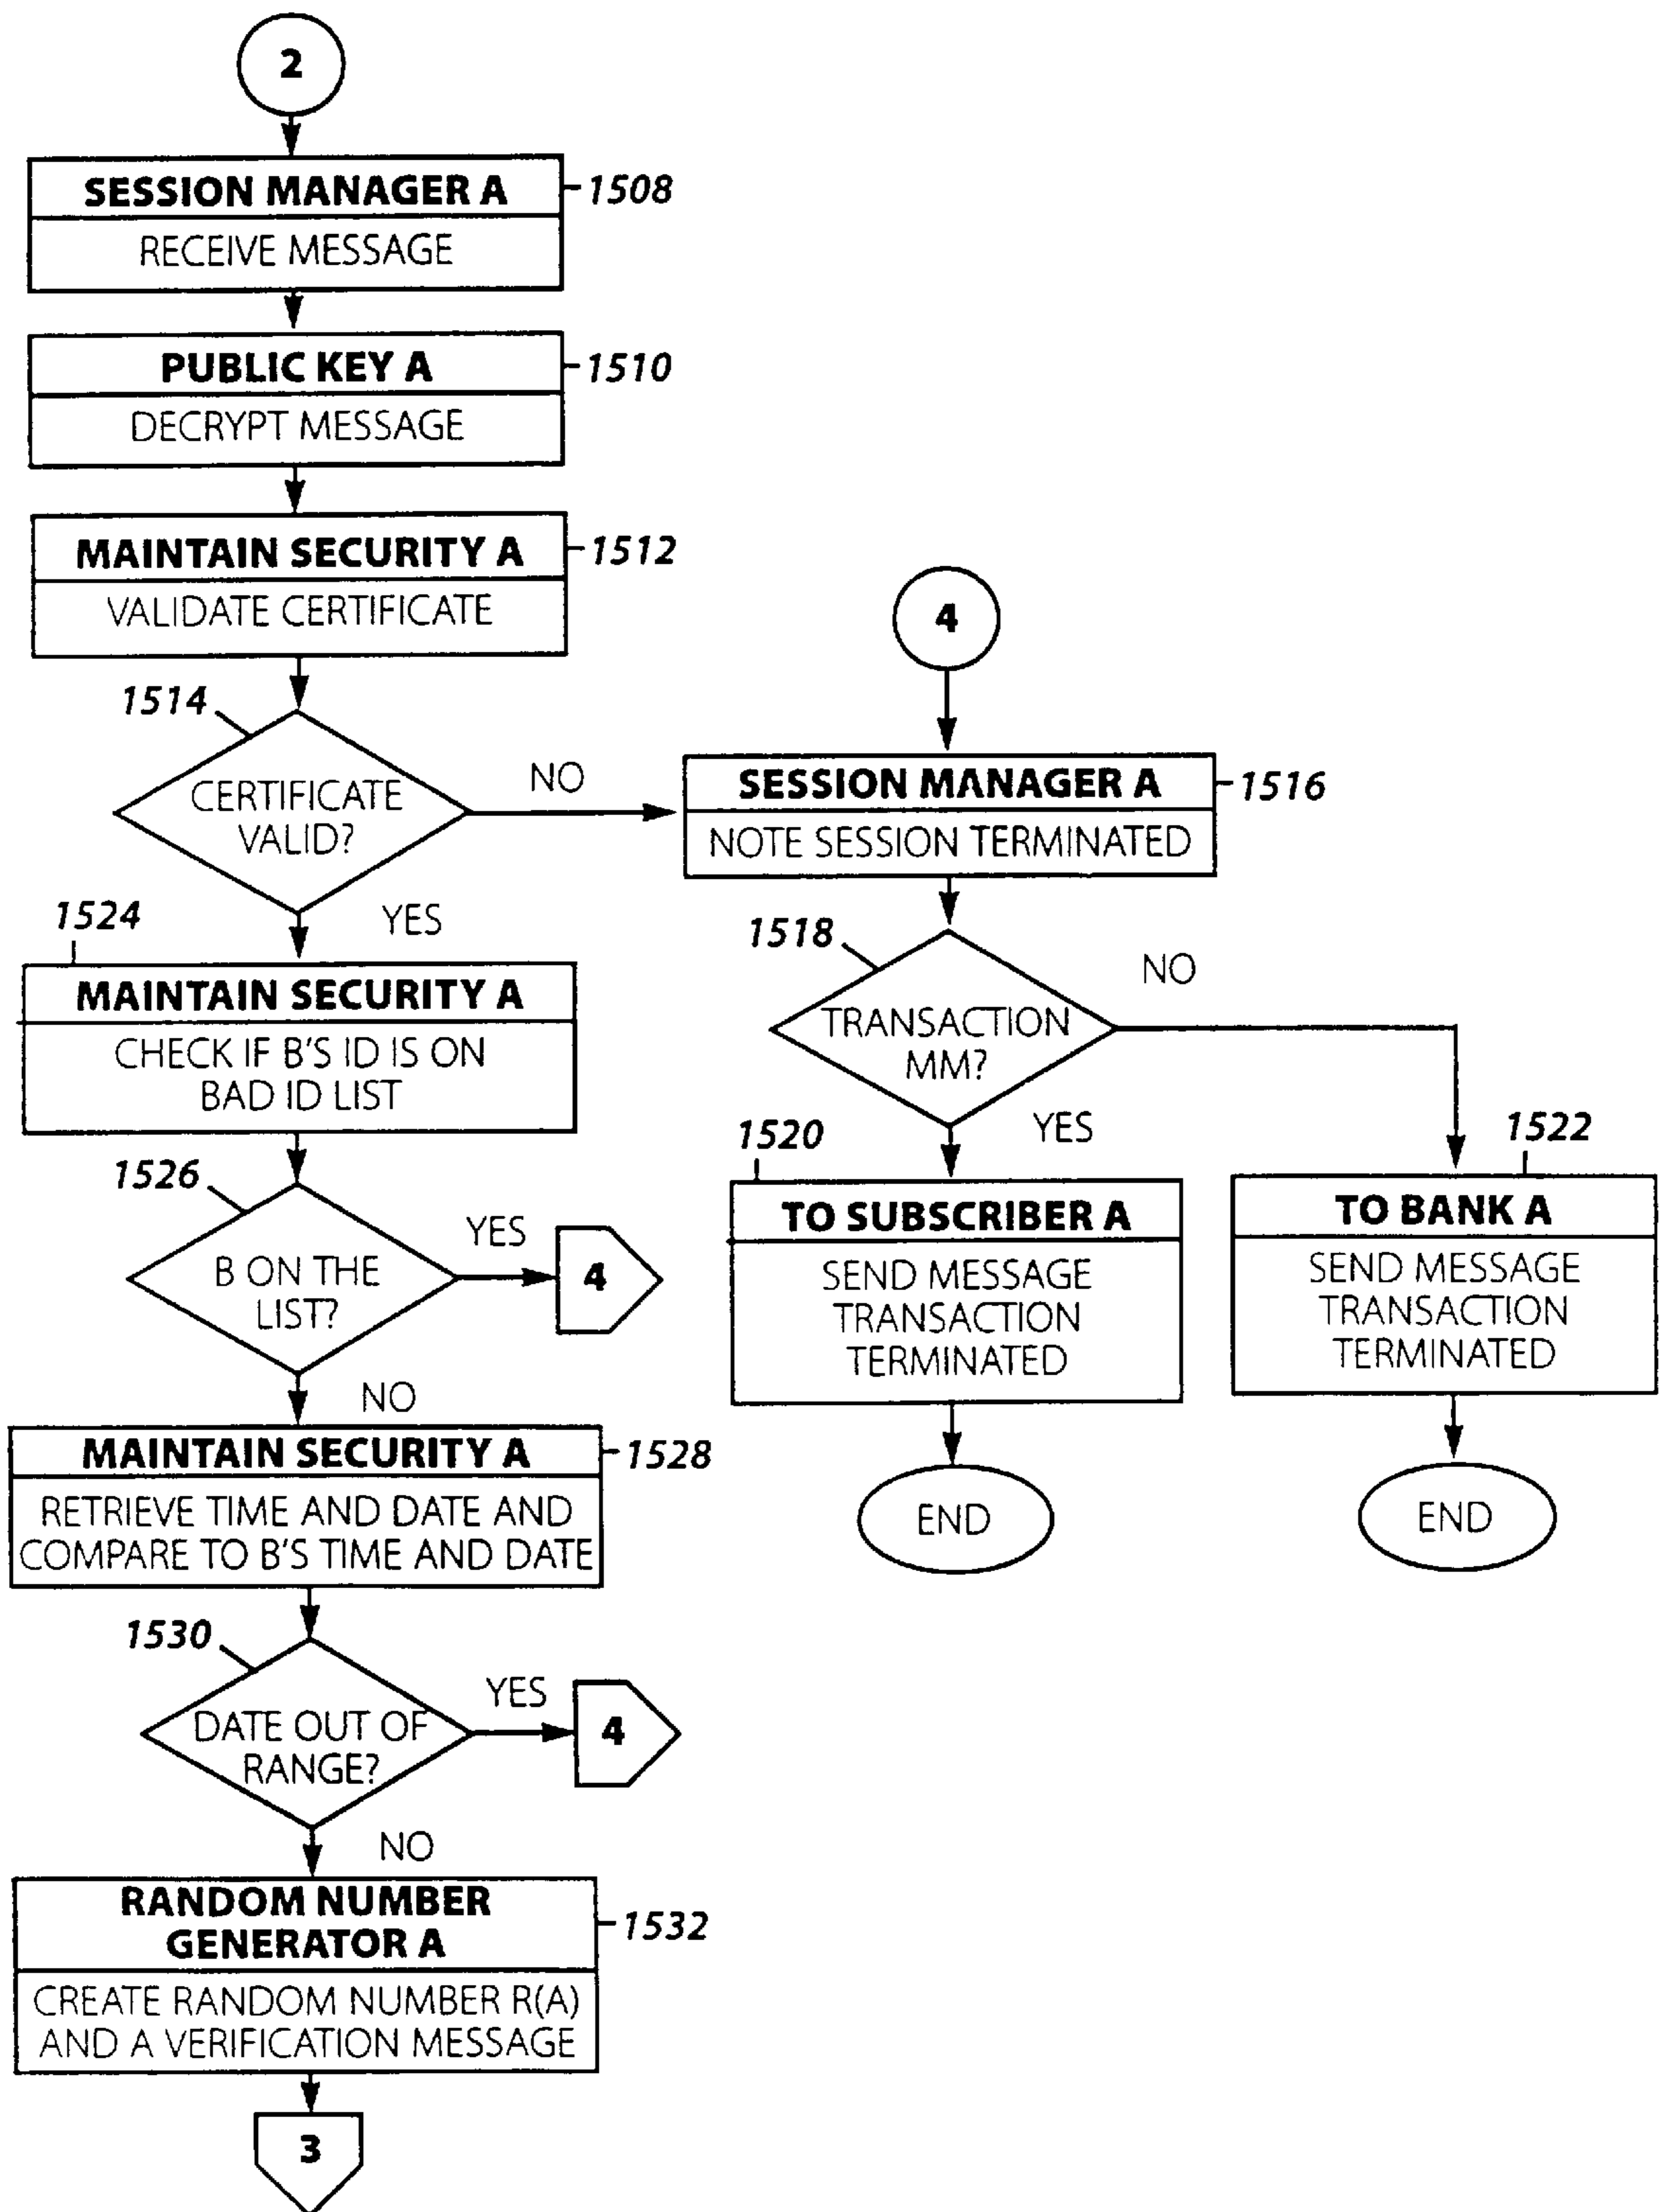 2
SESSION MANAGER A
1508
RECEIVE MESSAGE
PUBLIC KEY A
1510
DECRYPT MESSAGE
MAINTAIN SECURITY A
1512
VALIDATE CERTIFICATE
1514
CERTIFICATE
VALID?
NO
YES
4
SESSION MANAGER A
1516
NOTE SESSION TERMINATED
1518
TRANSACTION
MM?
NO
YES
1520
TO SUBSCRIBER A
SEND MESSAGE
TRANSACTION
TERMINATED
END
1522
TO BANK A
SEND MESSAGE
TRANSACTION
TERMINATED
END
1524
MAINTAIN SECURITY A
CHECK IF B'S ID IS ON
BAD ID LIST
1526
B ON THE
LIST?
YES
4
NO
MAINTAIN SECURITY A
1528
RETRIEVE TIME AND DATE AND
COMPARE TO B'S TIME AND DATE
1530
DATE OUT OF
RANGE?
YES
4
NO
RANDOM NUMBER
GENERATOR A
1532
CREATE RANDOM NUMBER R(A)
AND A VERIFICATION MESSAGE
3